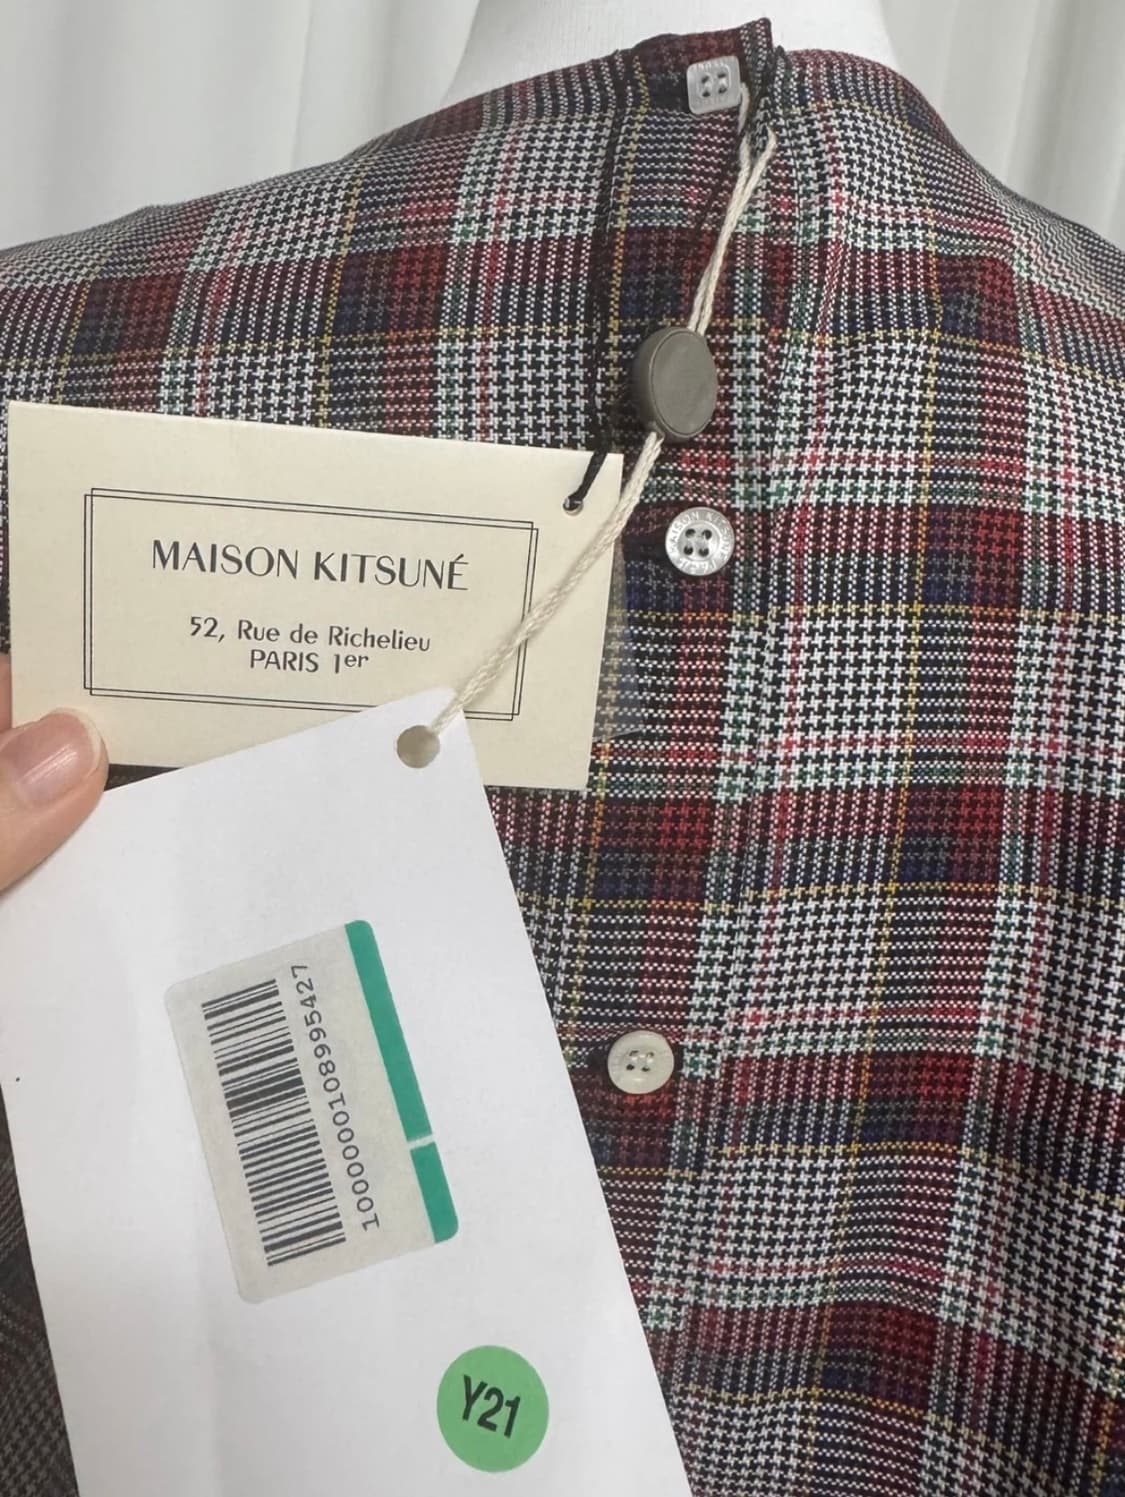 MAISON KITSUNÉ
52, Rue de Richelieu
PARIS 1er
1000000108995427
Y21